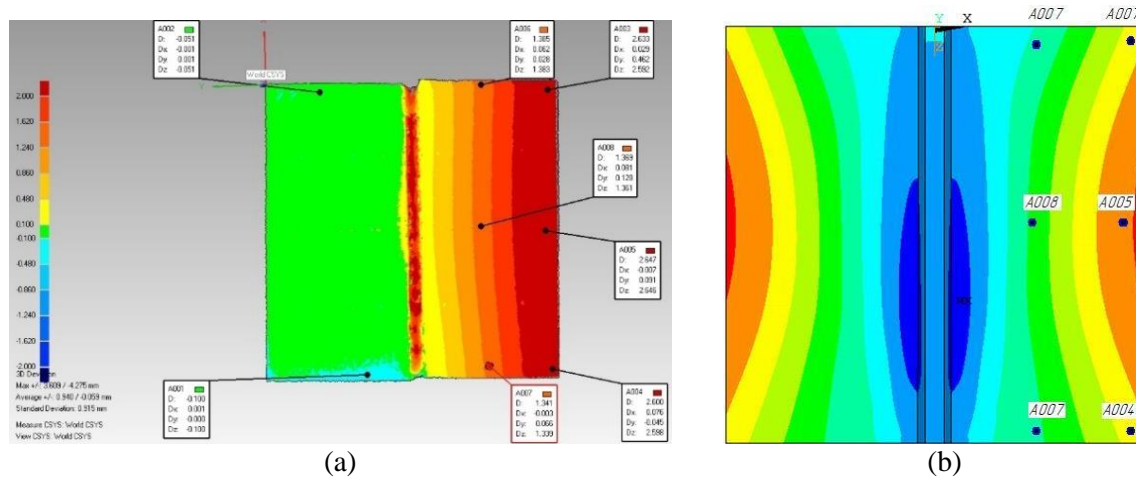 A002
D: -0.051
Dx: -0.001
Dy: 0.001
Dz: -0.051
A006
D: 1.385
Dx: 0.062
Dy: 0.028
Dz: 1.383
A003
D: 2.633
Dx: 0.029
Dy: 0.462
Dz: 2.592
World CSYS
2.000
1.620
1.240
0.860
0.480
0.100
-0.100
-0.480
-0.860
-1.240
-1.620
-2.000
A008
D: 1.369
Dx: 0.081
Dy: 0.128
Dz: 1.361
A005
D: 2.647
Dx: -0.007
Dy: 0.091
Dz: 2.646
3D
Max +/-: 3.609 / -4.275 mm
Average +/-: 0.940 / -0.059 mm
Standard Deviation: 0.915 mm
Measure CSYS: World CSYS
View CSYS: World CSYS
A001
D: -0.100
Dx: 0.001
Dy: -0.000
Dz: -0.100
A007
D: 1.341
Dx: -0.003
Dy: 0.066
Dz: 1.339
A004
D: 2.600
Dx: 0.076
Dy: -0.045
Dz: 2.598
(a)
Y X
Z
A007
A007
A008
A005
A007
A004
(b)